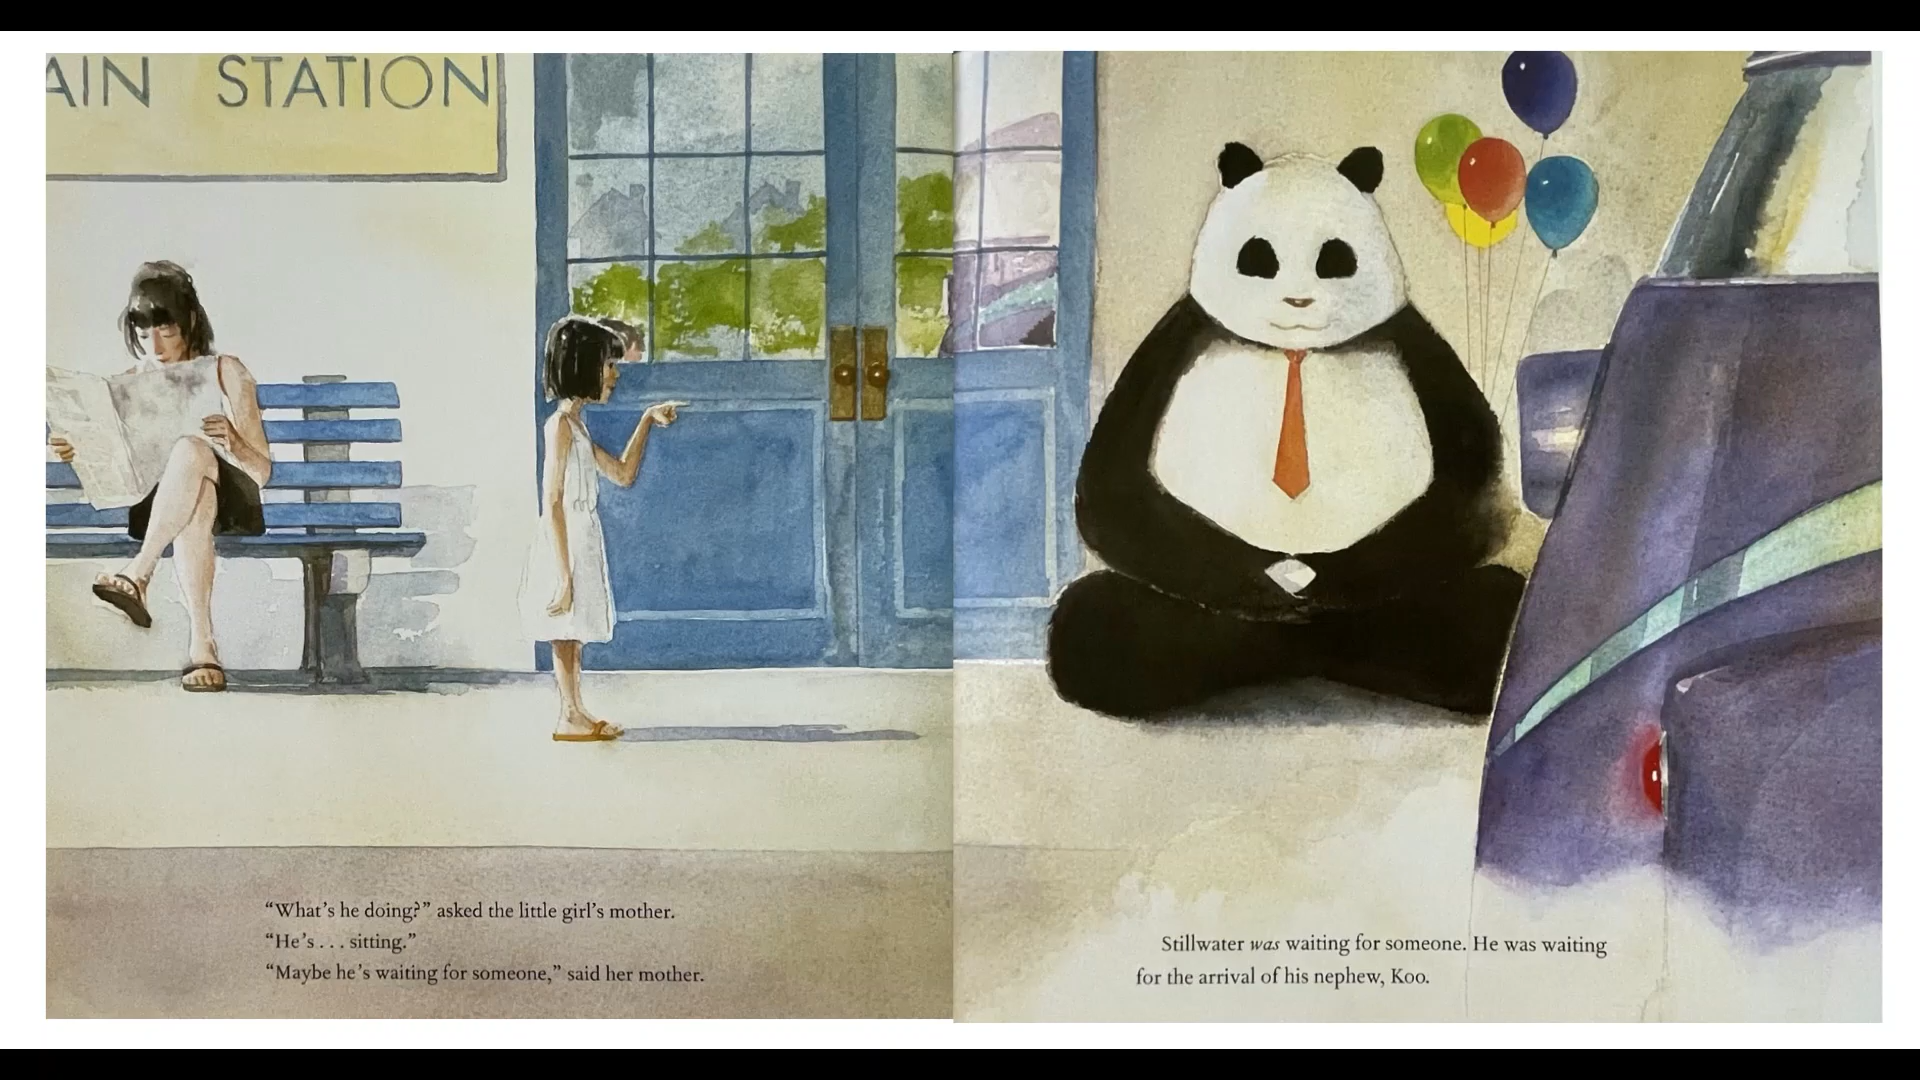 AIN STATION
“What’s he doing?” asked the little girl’s mother.
“He’s . . . sitting.”
“Maybe he’s waiting for someone,” said her mother.
Stillwater was waiting for someone. He was waiting
for the arrival of his nephew, Koo.